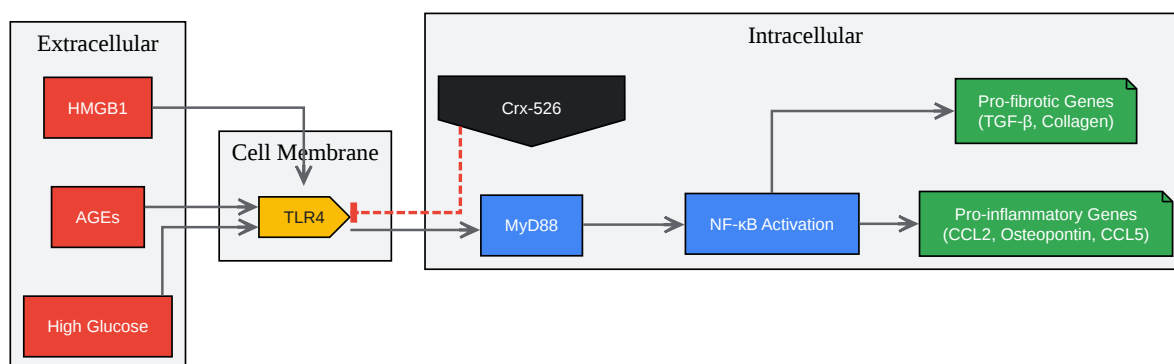 Extracellular
HMGB1
AGEs
High Glucose
Cell Membrane
TLR4
Intracellular
Crx-526
MyD88
NF-κB Activation
Pro-fibrotic Genes
(TGF-β, Collagen)
Pro-inflammatory Genes
(CCL2, Osteopontin, CCL5)